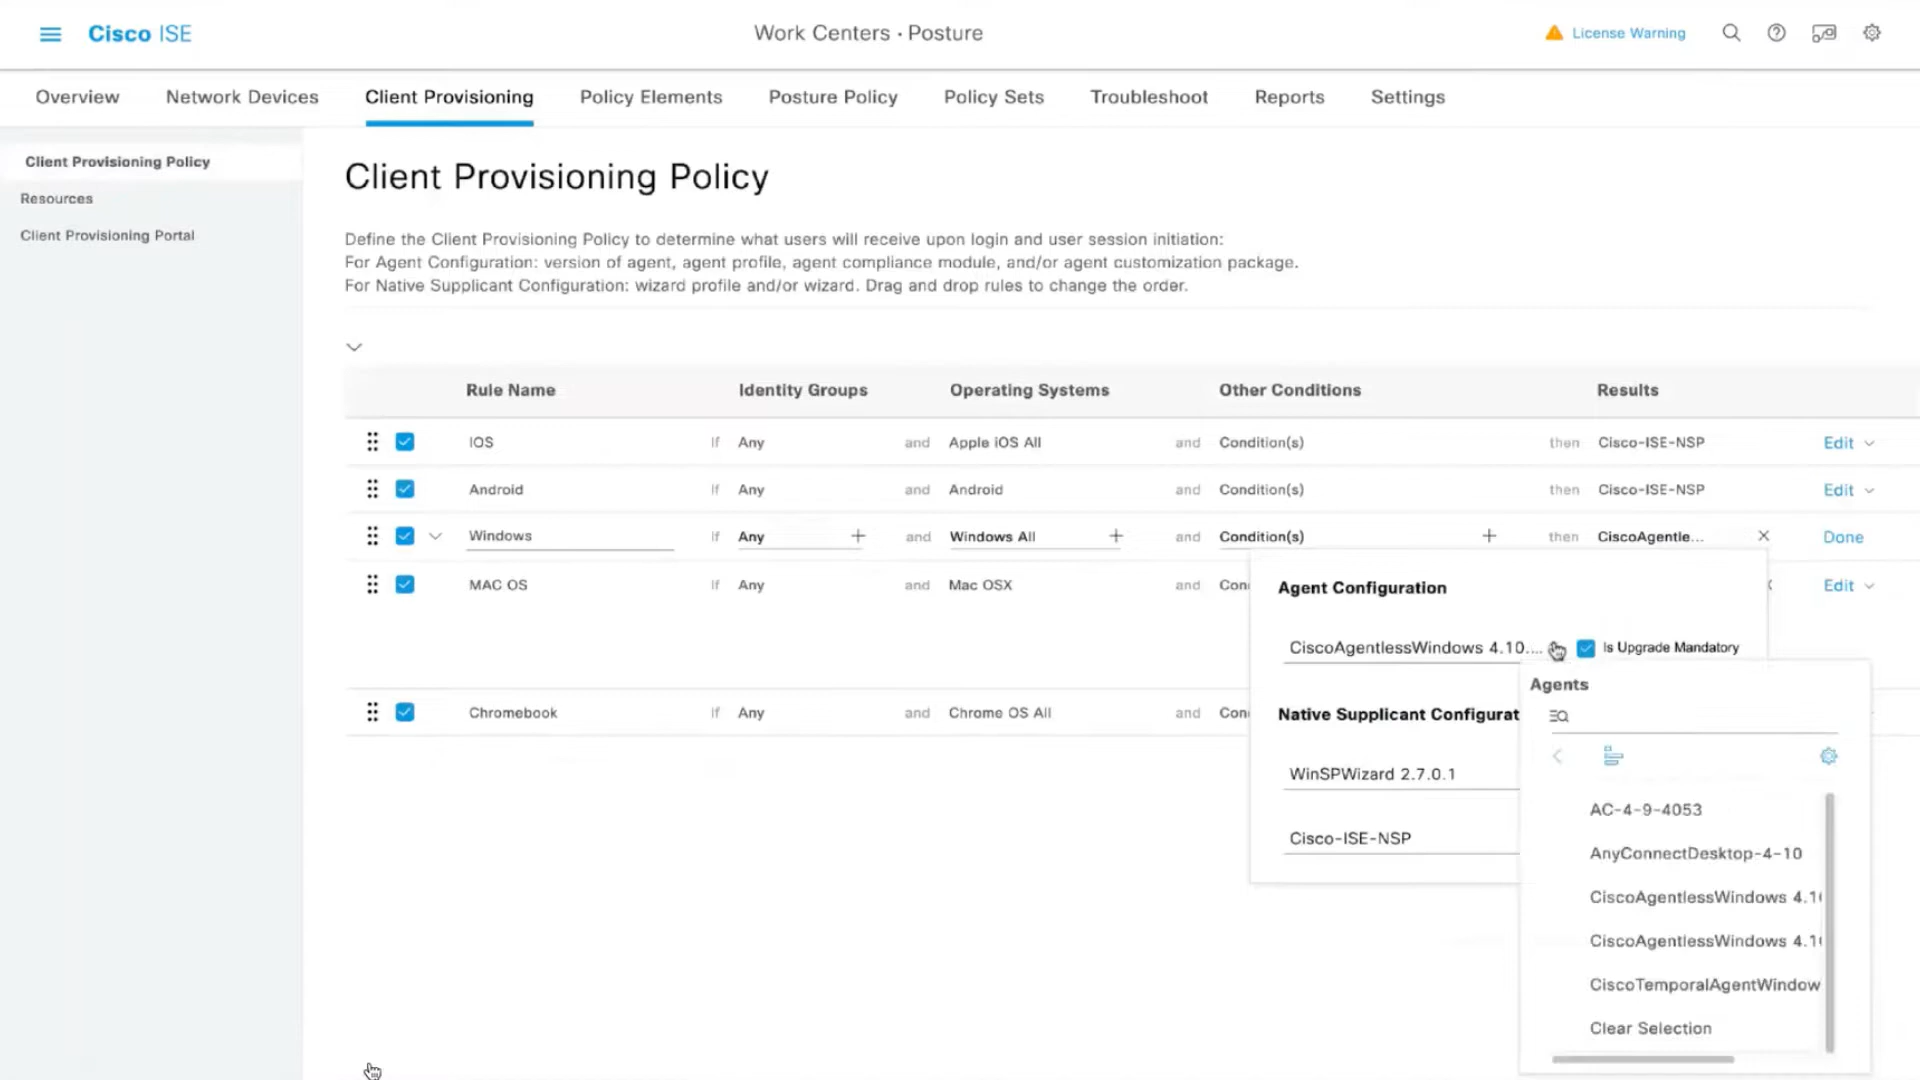 Cisco ISE
Work Centers · Posture
License Warning
Overview
Network Devices
Client Provisioning
Policy Elements
Posture Policy
Policy Sets
Troubleshoot
Reports
Settings
Client Provisioning Policy
Resources
Client Provisioning Portal
Client Provisioning Policy
Define the Client Provisioning Policy to determine what users will receive upon login and user session initiation:
For Agent Configuration: version of agent, agent profile, agent compliance module, and/or agent customization package.
For Native Supplicant Configuration: wizard profile and/or wizard. Drag and drop rules to change the order.
Rule Name Identity Groups Operating Systems Other Conditions Results
IOS If Any and Apple iOS All and Condition(s) then Cisco-ISE-NSP Edit
Android If Any and Android and Condition(s) then Cisco-ISE-NSP Edit
Windows If Any and Windows All and Condition(s) then CiscoAgentle... Done
MAC OS If Any and Mac OSX and Con Edit
Chromebook If Any and Chrome OS All and Con
Agent Configuration
CiscoAgentlessWindows 4.10.... Is Upgrade Mandatory
Native Supplicant Configurat
WinSPWizard 2.7.0.1
Cisco-ISE-NSP
Agents
AC-4-9-4053
AnyConnectDesktop-4-10
CiscoAgentlessWindows 4.1
CiscoAgentlessWindows 4.1
CiscoTemporalAgentWindow
Clear Selection